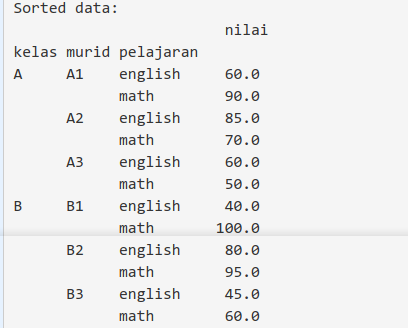 Sorted data:
nilai
kelas murid pelajaran
A A1 english 60.0
math 90.0
A2 english 85.0
math 70.0
A3 english 60.0
math 50.0
B B1 english 40.0
math 100.0
B2 english 80.0
math 95.0
B3 english 45.0
math 60.0